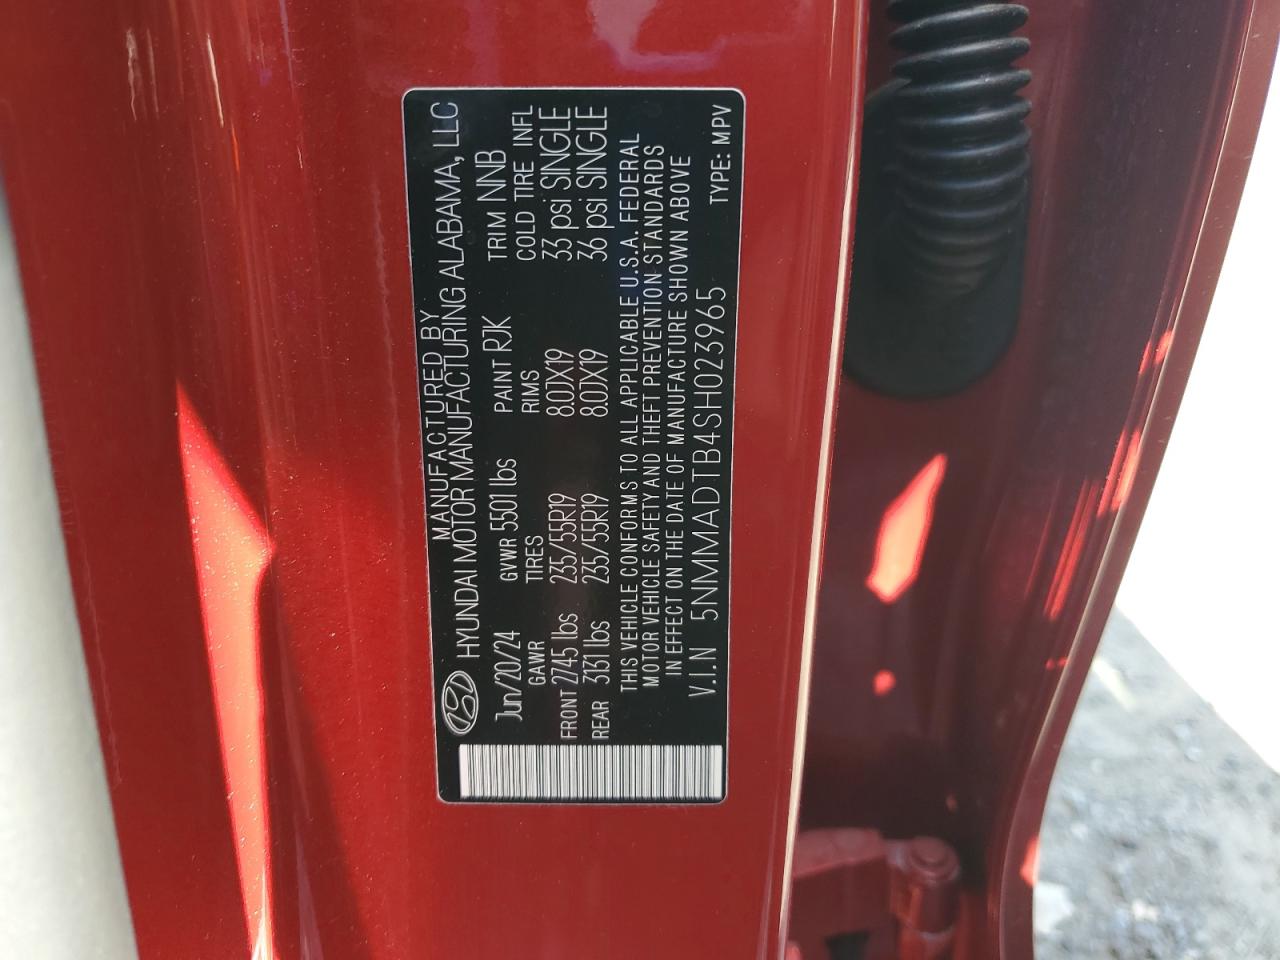 MANUFACTURED BY
HYUNDAI MOTOR MANUFACTURING ALABAMA, LLC
Jun/20/24 GVWR 5501 lbs PAINT RJK TRIM NNB
GAWR TIRES RIMS COLD TIRE INFL
FRONT 2745 lbs 235/55R19 8.0JX19 33 psi SINGLE
REAR 3131 lbs 235/55R19 8.0JX19 36 psi SINGLE
THIS VEHICLE CONFORMS TO ALL APPLICABLE U.S.A. FEDERAL
MOTOR VEHICLE SAFETY AND THEFT PREVENTION STANDARDS
IN EFFECT ON THE DATE OF MANUFACTURE SHOWN ABOVE
V.I.N 5NMMADTB4SH023965 TYPE: MPV